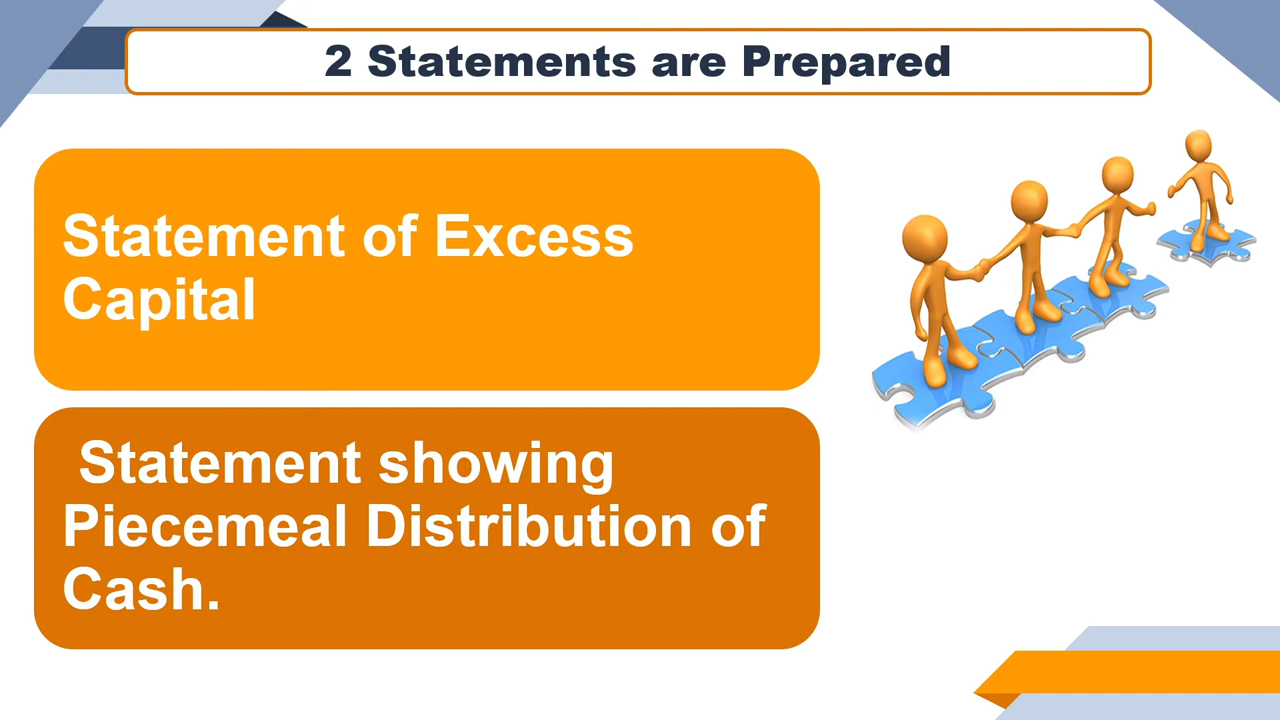 2 Statements are Prepared
Statement of Excess
Capital
Statement showing
Piecemeal Distribution of
Cash.